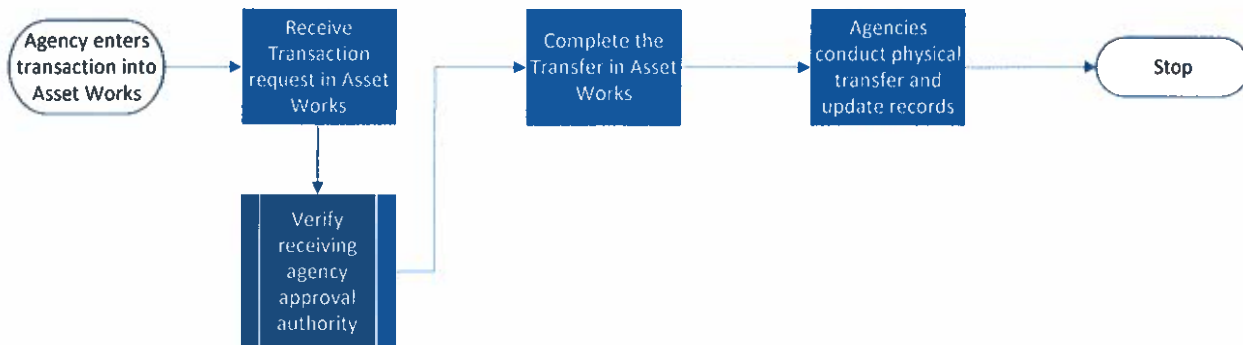 Agency enters
transaction into
Asset Works
Receive
Transaction
request in Asset
Works
Verify
receiving
agency
approval
authority
Complete the
Transfer in Asset
Works
Agencies
conduct physical
transfer and
update records
Stop